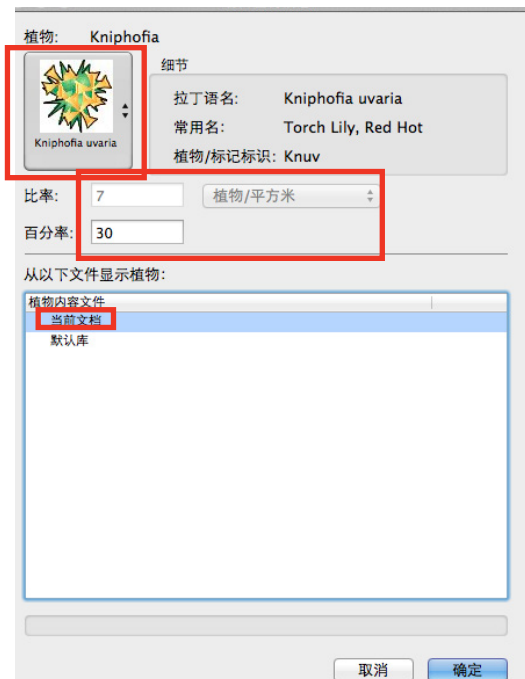 植物: Kniphofia
细节
Kniphofia uvaria
拉丁语名: Kniphofia uvaria
常用名: Torch Lily, Red Hot
植物/标记标识: Knuv
比率: 7 植物/平方米
百分率: 30
从以下文件显示植物:
植物内容文件
当前文档
默认库
取消 确定